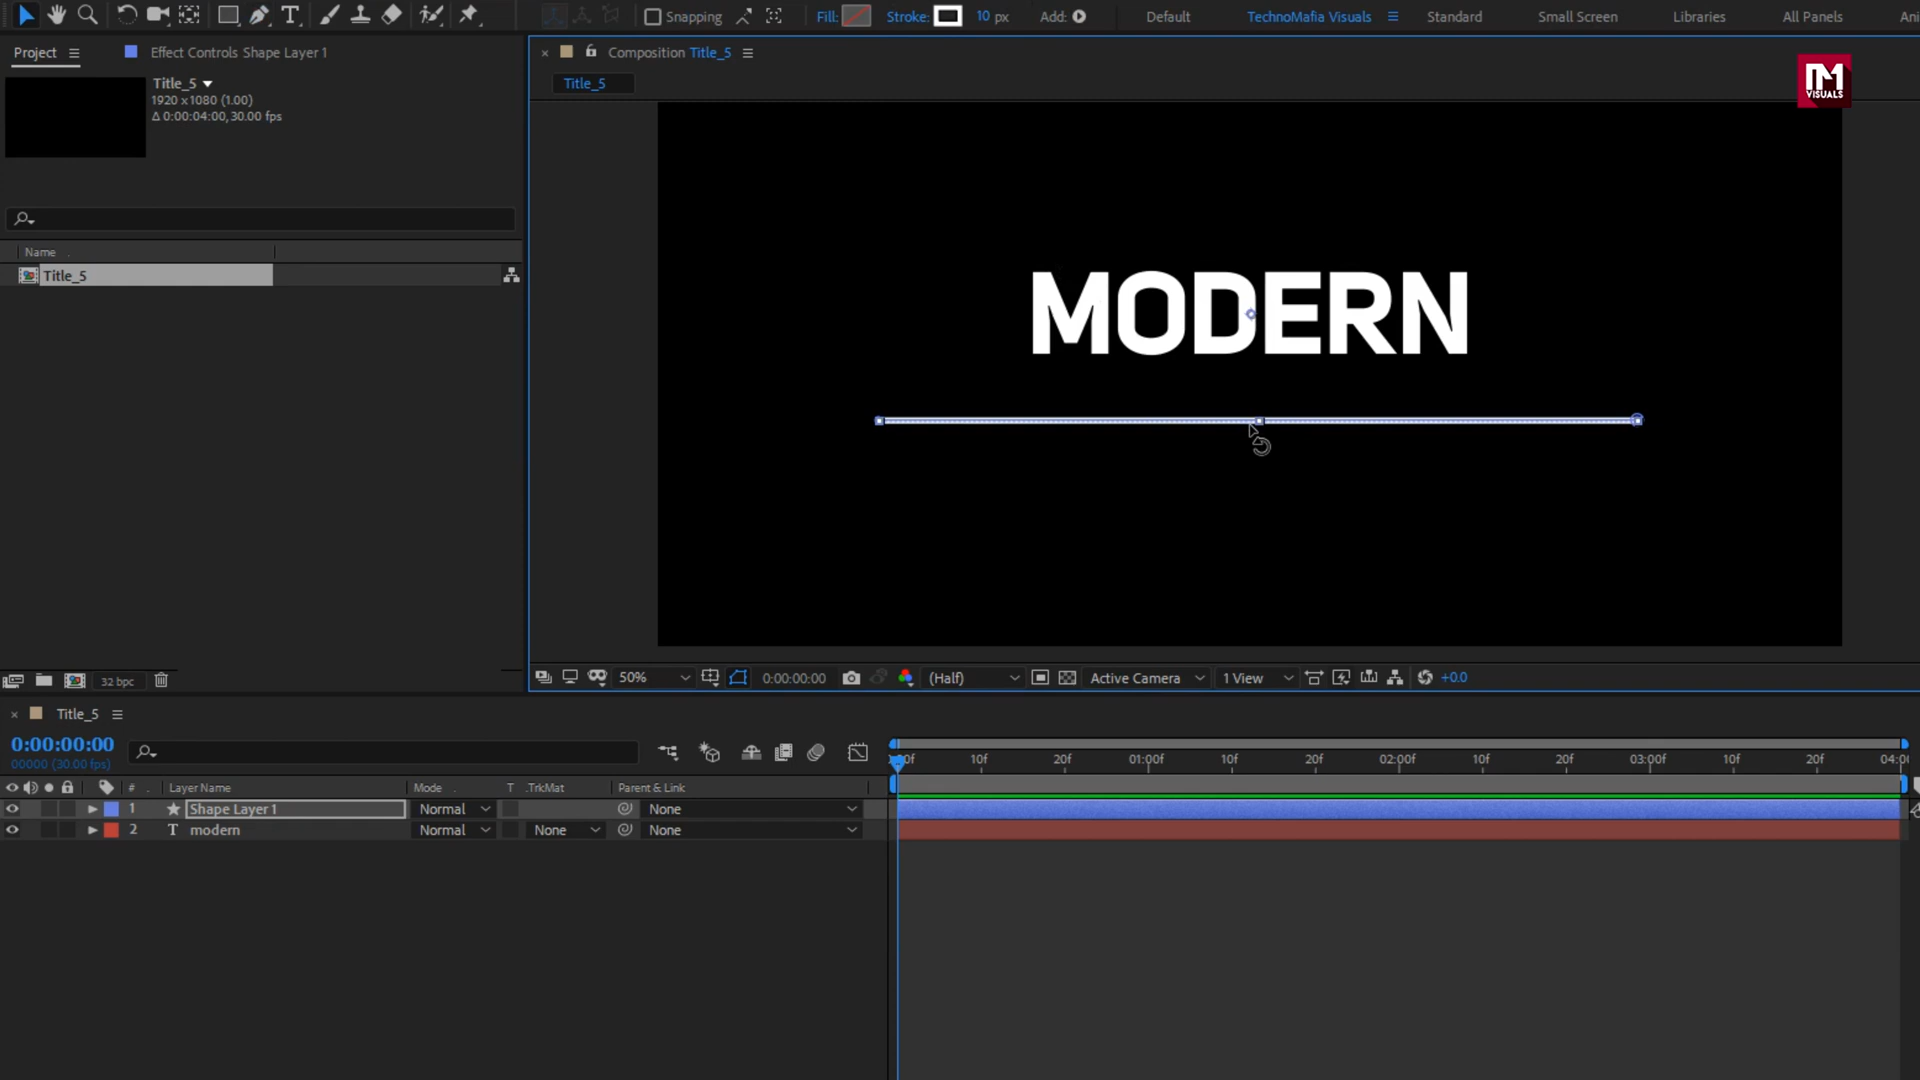 Snapping
Fill:
Stroke:
10 px
Add:
Default
TechnoMafia Visuals
Standard
Small Screen
Libraries
All Panels
Ani
Project
Effect Controls Shape Layer 1
Composition Title_5
Title_5
1920 x1080 (1.00)
Δ 0:00:04:00, 30.00 fps
Title_5
VISUALS
MODERN
Name
Title_5
32 bpc
50%
0:00:00:00
(Half)
Active Camera
1 View
+0.0
Title_5
0:00:00:00
00000 (30.00 fps)
10f
20f
01:00f
10f
20f
02:00f
10f
20f
03:00f
10f
20f
04:00
# Layer Name
Mode
T .TrkMat
Parent & Link
1 Shape Layer 1
Normal
None
2 T modern
Normal
None
None